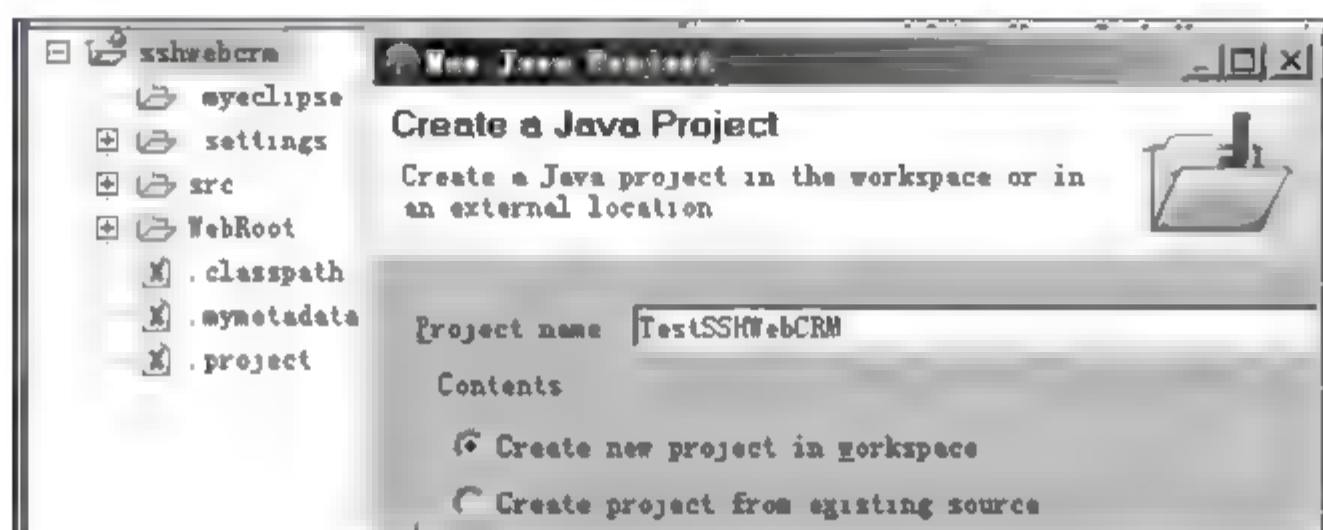 sshwebcrm
myeclipse
settings
src
WebRoot
.classpath
.mymetadata
.project
New Java Project
Create a Java Project
Create a Java project in the workspace or in
an external location
Project name TestSSHWebCRM
Contents
Create new project in workspace
Create project from existing source